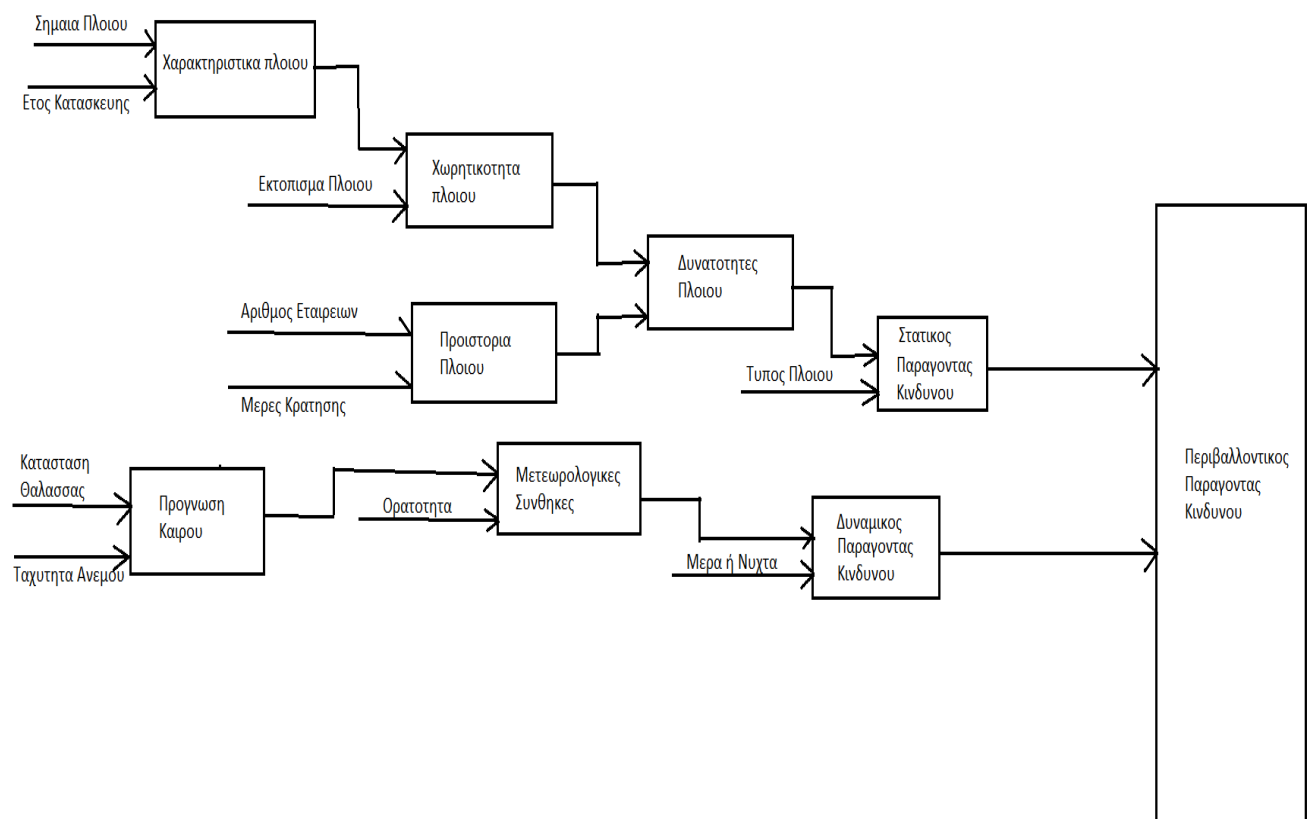 Σημαια Πλοιου
Χαρακτηριστικα πλοιου
Ετος Κατασκευης
Χωρητικοτητα
πλοιου
Εκτοπισμα Πλοιου
Δυνατοτητες
Πλοιου
Αριθμος Εταιρειων
Προιστορια
Πλοιου
Μερες Κρατησης
Στατικος
Παραγοντας
Κινδυνου
Τυπος Πλοιου
Περιβαλλοντικος
Παραγοντας
Κινδυνου
Κατασταση
Θαλασσας
Προγνωση
Καιρου
Ταχυτητα Ανεμου
Μετεωρολογικες
Συνθηκες
Ορατοτητα
Δυναμικος
Παραγοντας
Κινδυνου
Μερα ή Νυχτα